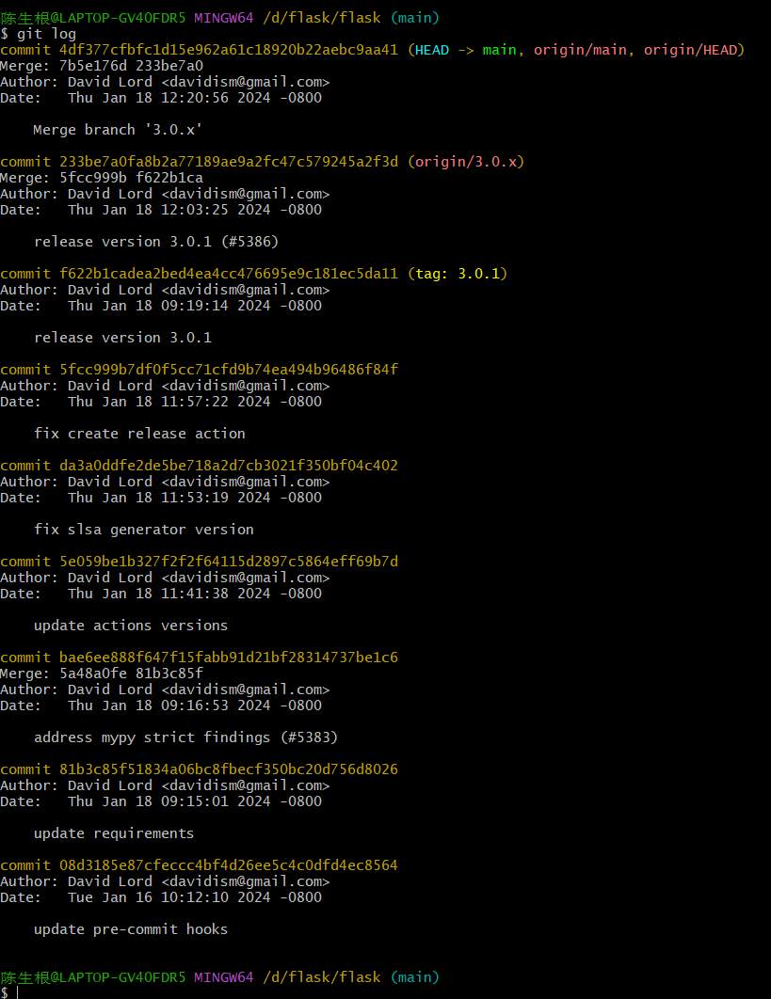 陈生根@LAPTOP-GV4OFDR5 MINGW64 /d/flask/flask (main)
$ git log
commit 4df377cfbfc1d15e962a61c18920b22aebc9aa41 (HEAD -> main, origin/main, origin/HEAD)
Merge: 7b5e176d 233be7a0
Author: David Lord <davidism@gmail.com>
Date:   Thu Jan 18 12:20:56 2024 -0800
    Merge branch '3.0.x'
commit 233be7a0fa8b2a77189ae9a2fc47c579245a2f3d (origin/3.0.x)
Merge: 5fcc999b f622b1ca
Author: David Lord <davidism@gmail.com>
Date:   Thu Jan 18 12:03:25 2024 -0800
    release version 3.0.1 (#5386)
commit f622b1cadea2bed4ea4cc476695e9c181ec5da11 (tag: 3.0.1)
Author: David Lord <davidism@gmail.com>
Date:   Thu Jan 18 09:19:14 2024 -0800
    release version 3.0.1
commit 5fcc999b7df0f5cc71cfd9b74ea494b96486f84f
Author: David Lord <davidism@gmail.com>
Date:   Thu Jan 18 11:57:22 2024 -0800
    fix create release action
commit da3a0ddfe2de5be718a2d7cb3021f350bf04c402
Author: David Lord <davidism@gmail.com>
Date:   Thu Jan 18 11:53:19 2024 -0800
    fix slsa generator version
commit 5e059be1b327f2f2f64115d2897c5864eff69b7d
Author: David Lord <davidism@gmail.com>
Date:   Thu Jan 18 11:41:38 2024 -0800
    update actions versions
commit bae6ee888f647f15fabb91d21bf28314737be1c6
Merge: 5a48a0fe 81b3c85f
Author: David Lord <davidism@gmail.com>
Date:   Thu Jan 18 09:16:53 2024 -0800
    address mypy strict findings (#5383)
commit 81b3c85f51834a06bc8fbecf350bc20d756d8026
Author: David Lord <davidism@gmail.com>
Date:   Thu Jan 18 09:15:01 2024 -0800
    update requirements
commit 08d3185e87cfeccc4bf4d26ee5c4c0dfd4ec8564
Author: David Lord <davidism@gmail.com>
Date:   Tue Jan 16 10:12:10 2024 -0800
    update pre-commit hooks
陈生根@LAPTOP-GV4OFDR5 MINGW64 /d/flask/flask (main)
$